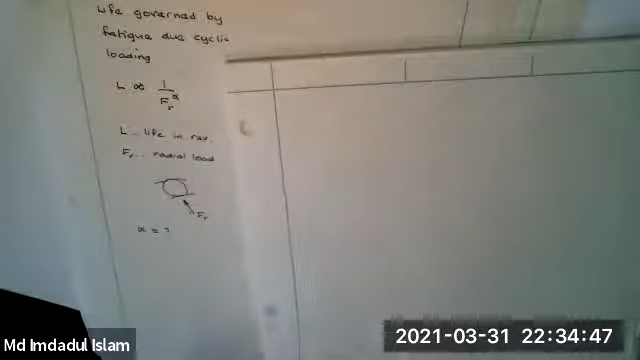 Life governed by
fatigue due cyclic
loading
L ∝ 1/Fr^α
L .. life in rev.
Fr .. radial load
Fr
α =
Md Imdadul Islam
2021-03-31 22:34:47